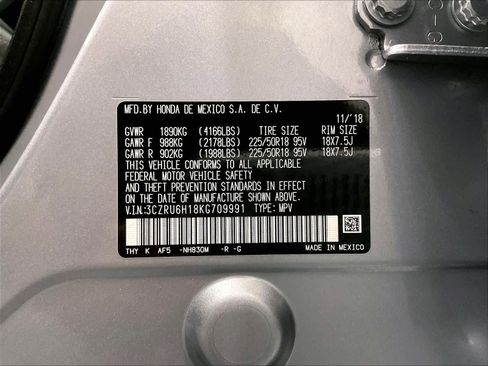 C-G
MFD.BY HONDA DE MEXICO S.A. DE C.V. 11/'18
GVWR 1890KG (4166LBS) TIRE SIZE RIM SIZE
GAWR F 988KG (2178LBS) 225/50R18 95V 18X7.5J
GAWR R 902KG (1988LBS) 225/50R18 95V 18X7.5J
THIS VEHICLE CONFORMS TO ALL APPLICABLE
FEDERAL MOTOR VEHICLE SAFETY
AND THEFT PREVENTION STANDARDS IN EFFECT
ON THE DATE OF MANUFACTURE SHOWN ABOVE.
V.I.N:3CZRU6H18KG709991 TYPE: MPV
THY K AF5 -NH830M -R -G MADE IN MEXICO